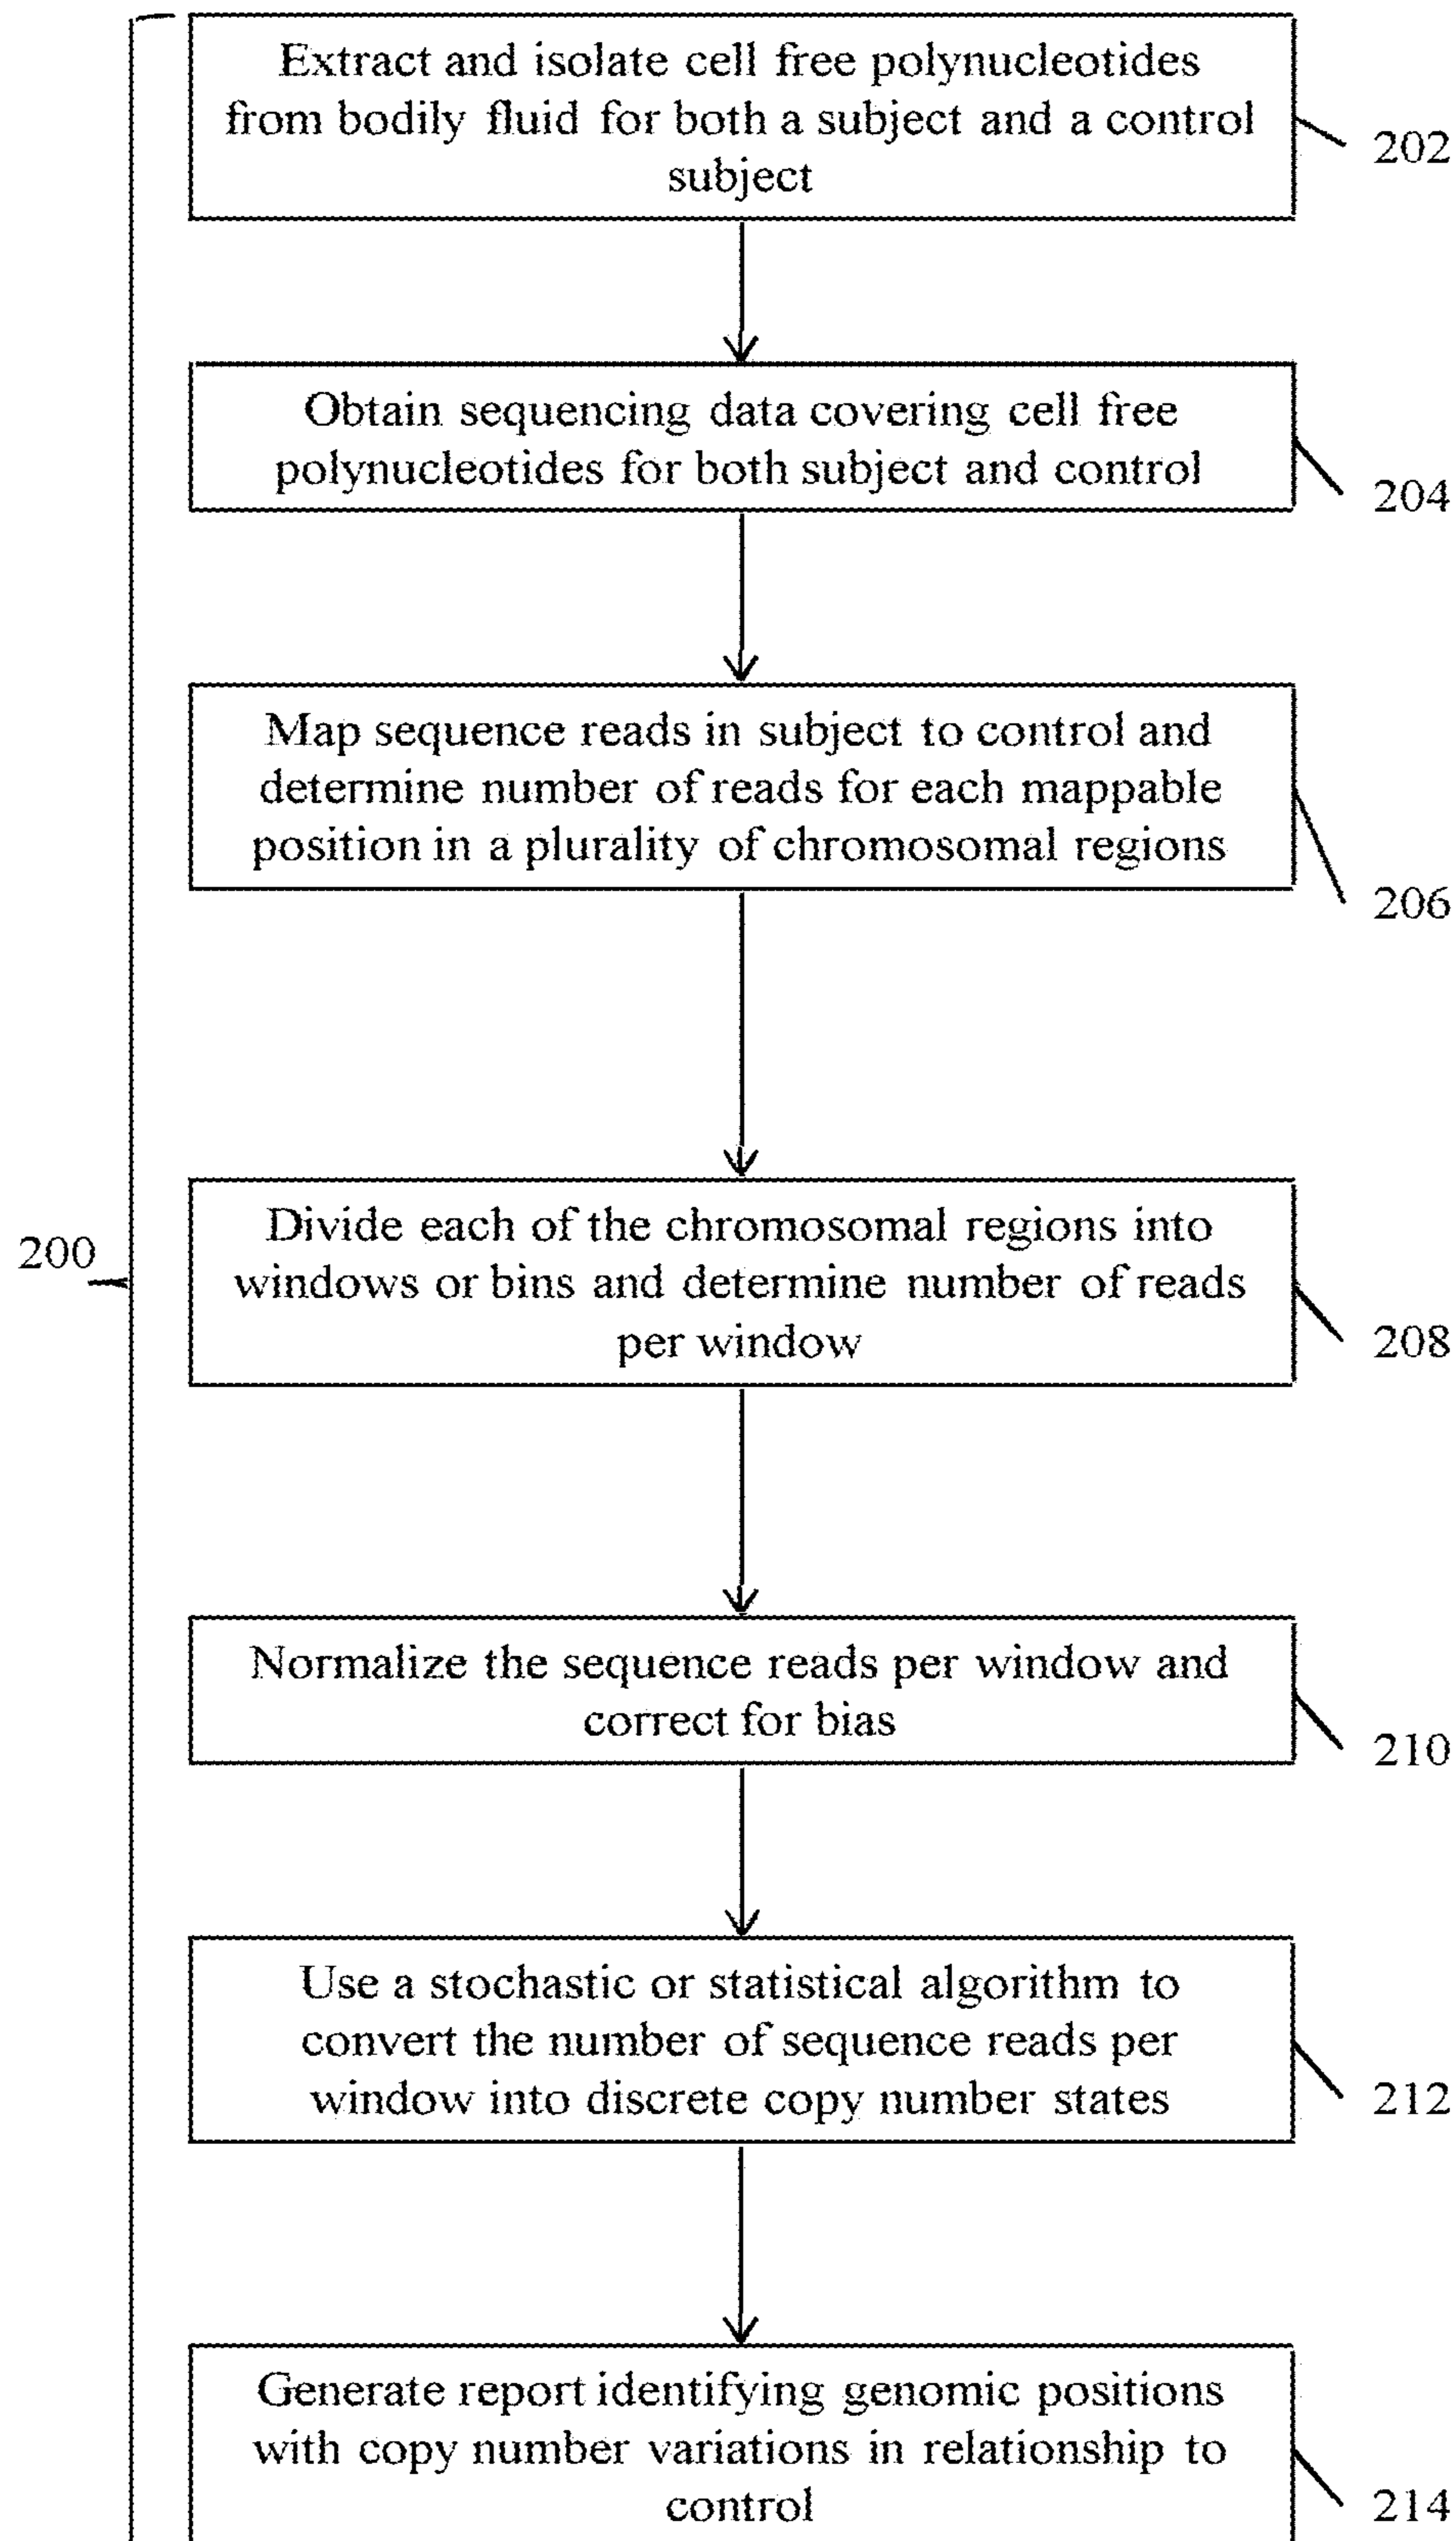 Extract and isolate cell free polynucleotides
from bodily fluid for both a subject and a control
subject
202
Obtain sequencing data covering cell free
polynucleotides for both subject and control
204
Map sequence reads in subject to control and
determine number of reads for each mappable
position in a plurality of chromosomal regions
206
200
Divide each of the chromosomal regions into
windows or bins and determine number of reads
per window
208
Normalize the sequence reads per window and
correct for bias
210
Use a stochastic or statistical algorithm to
convert the number of sequence reads per
window into discrete copy number states
212
Generate report identifying genomic positions
with copy number variations in relationship to
control
214